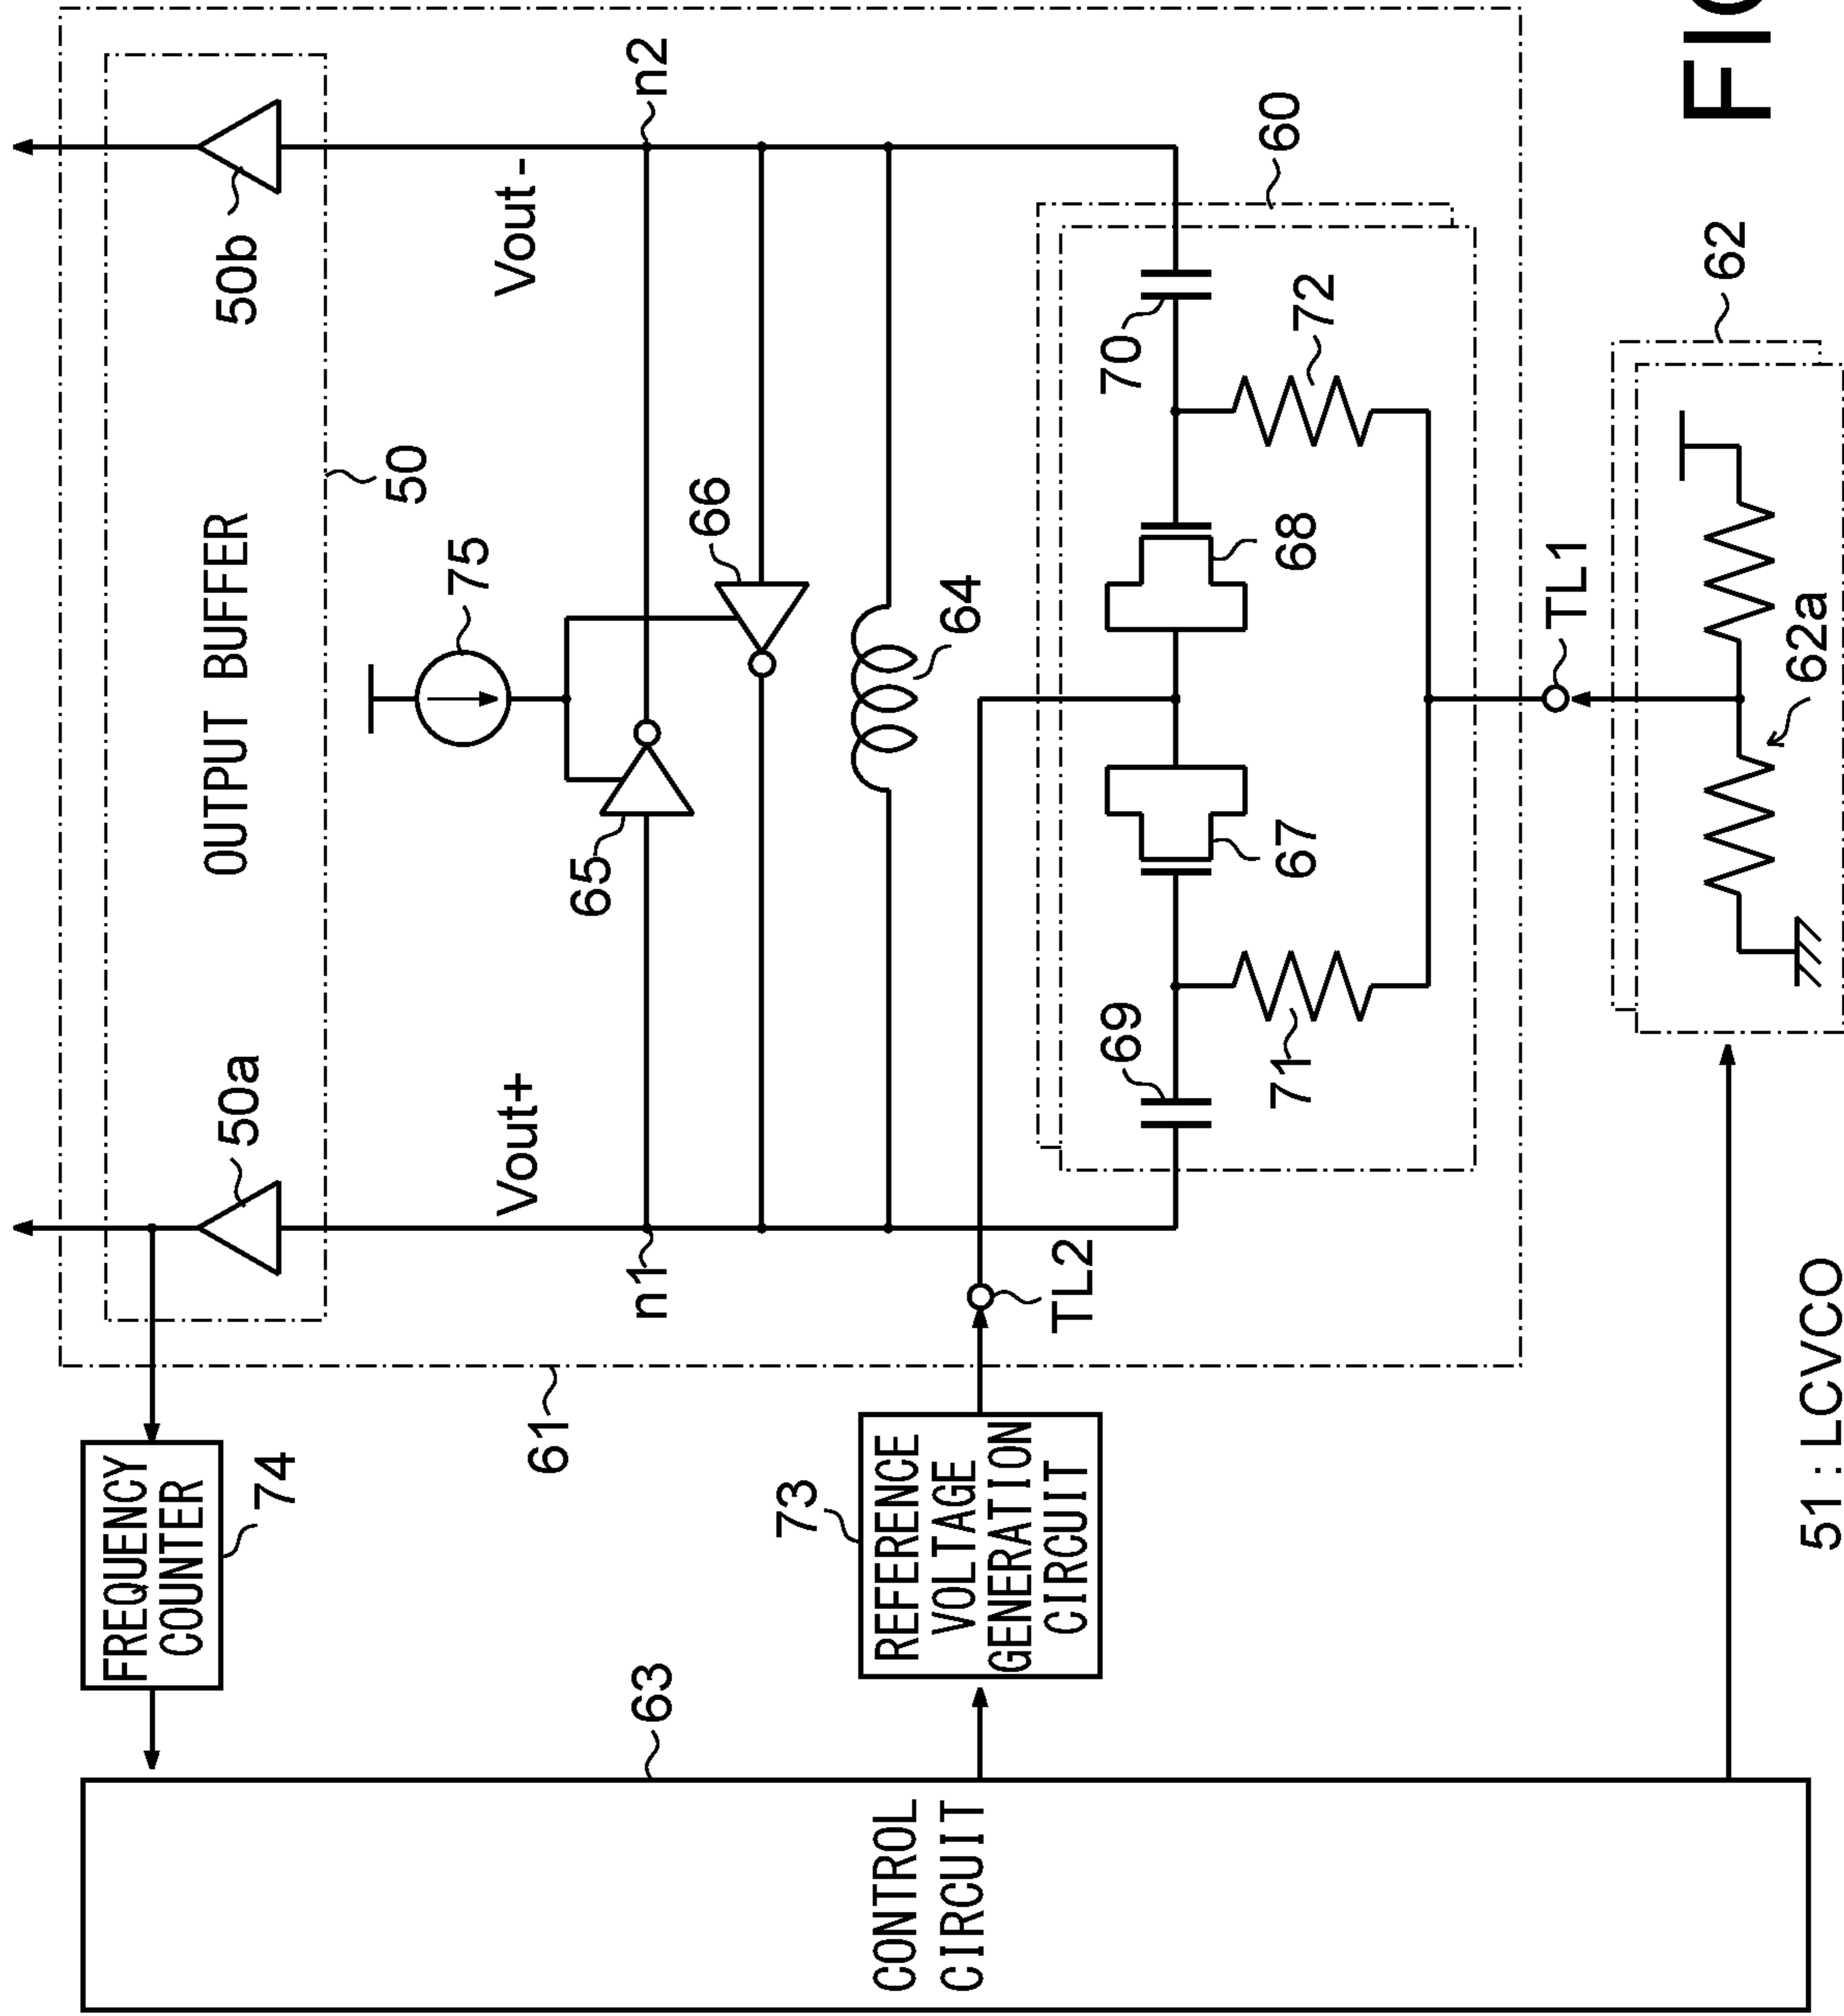 FREQUENCY
COUNTER
74
50a
OUTPUT BUFFER
50b
50
Vout+
Vout-
n1
n2
75
65
66
64
61
63
CONTROL
CIRCUIT
73
REFERENCE
VOLTAGE
GENERATION
CIRCUIT
TL2
60
69
70
67
68
71
72
TL1
62
62a
51 : LCVCO